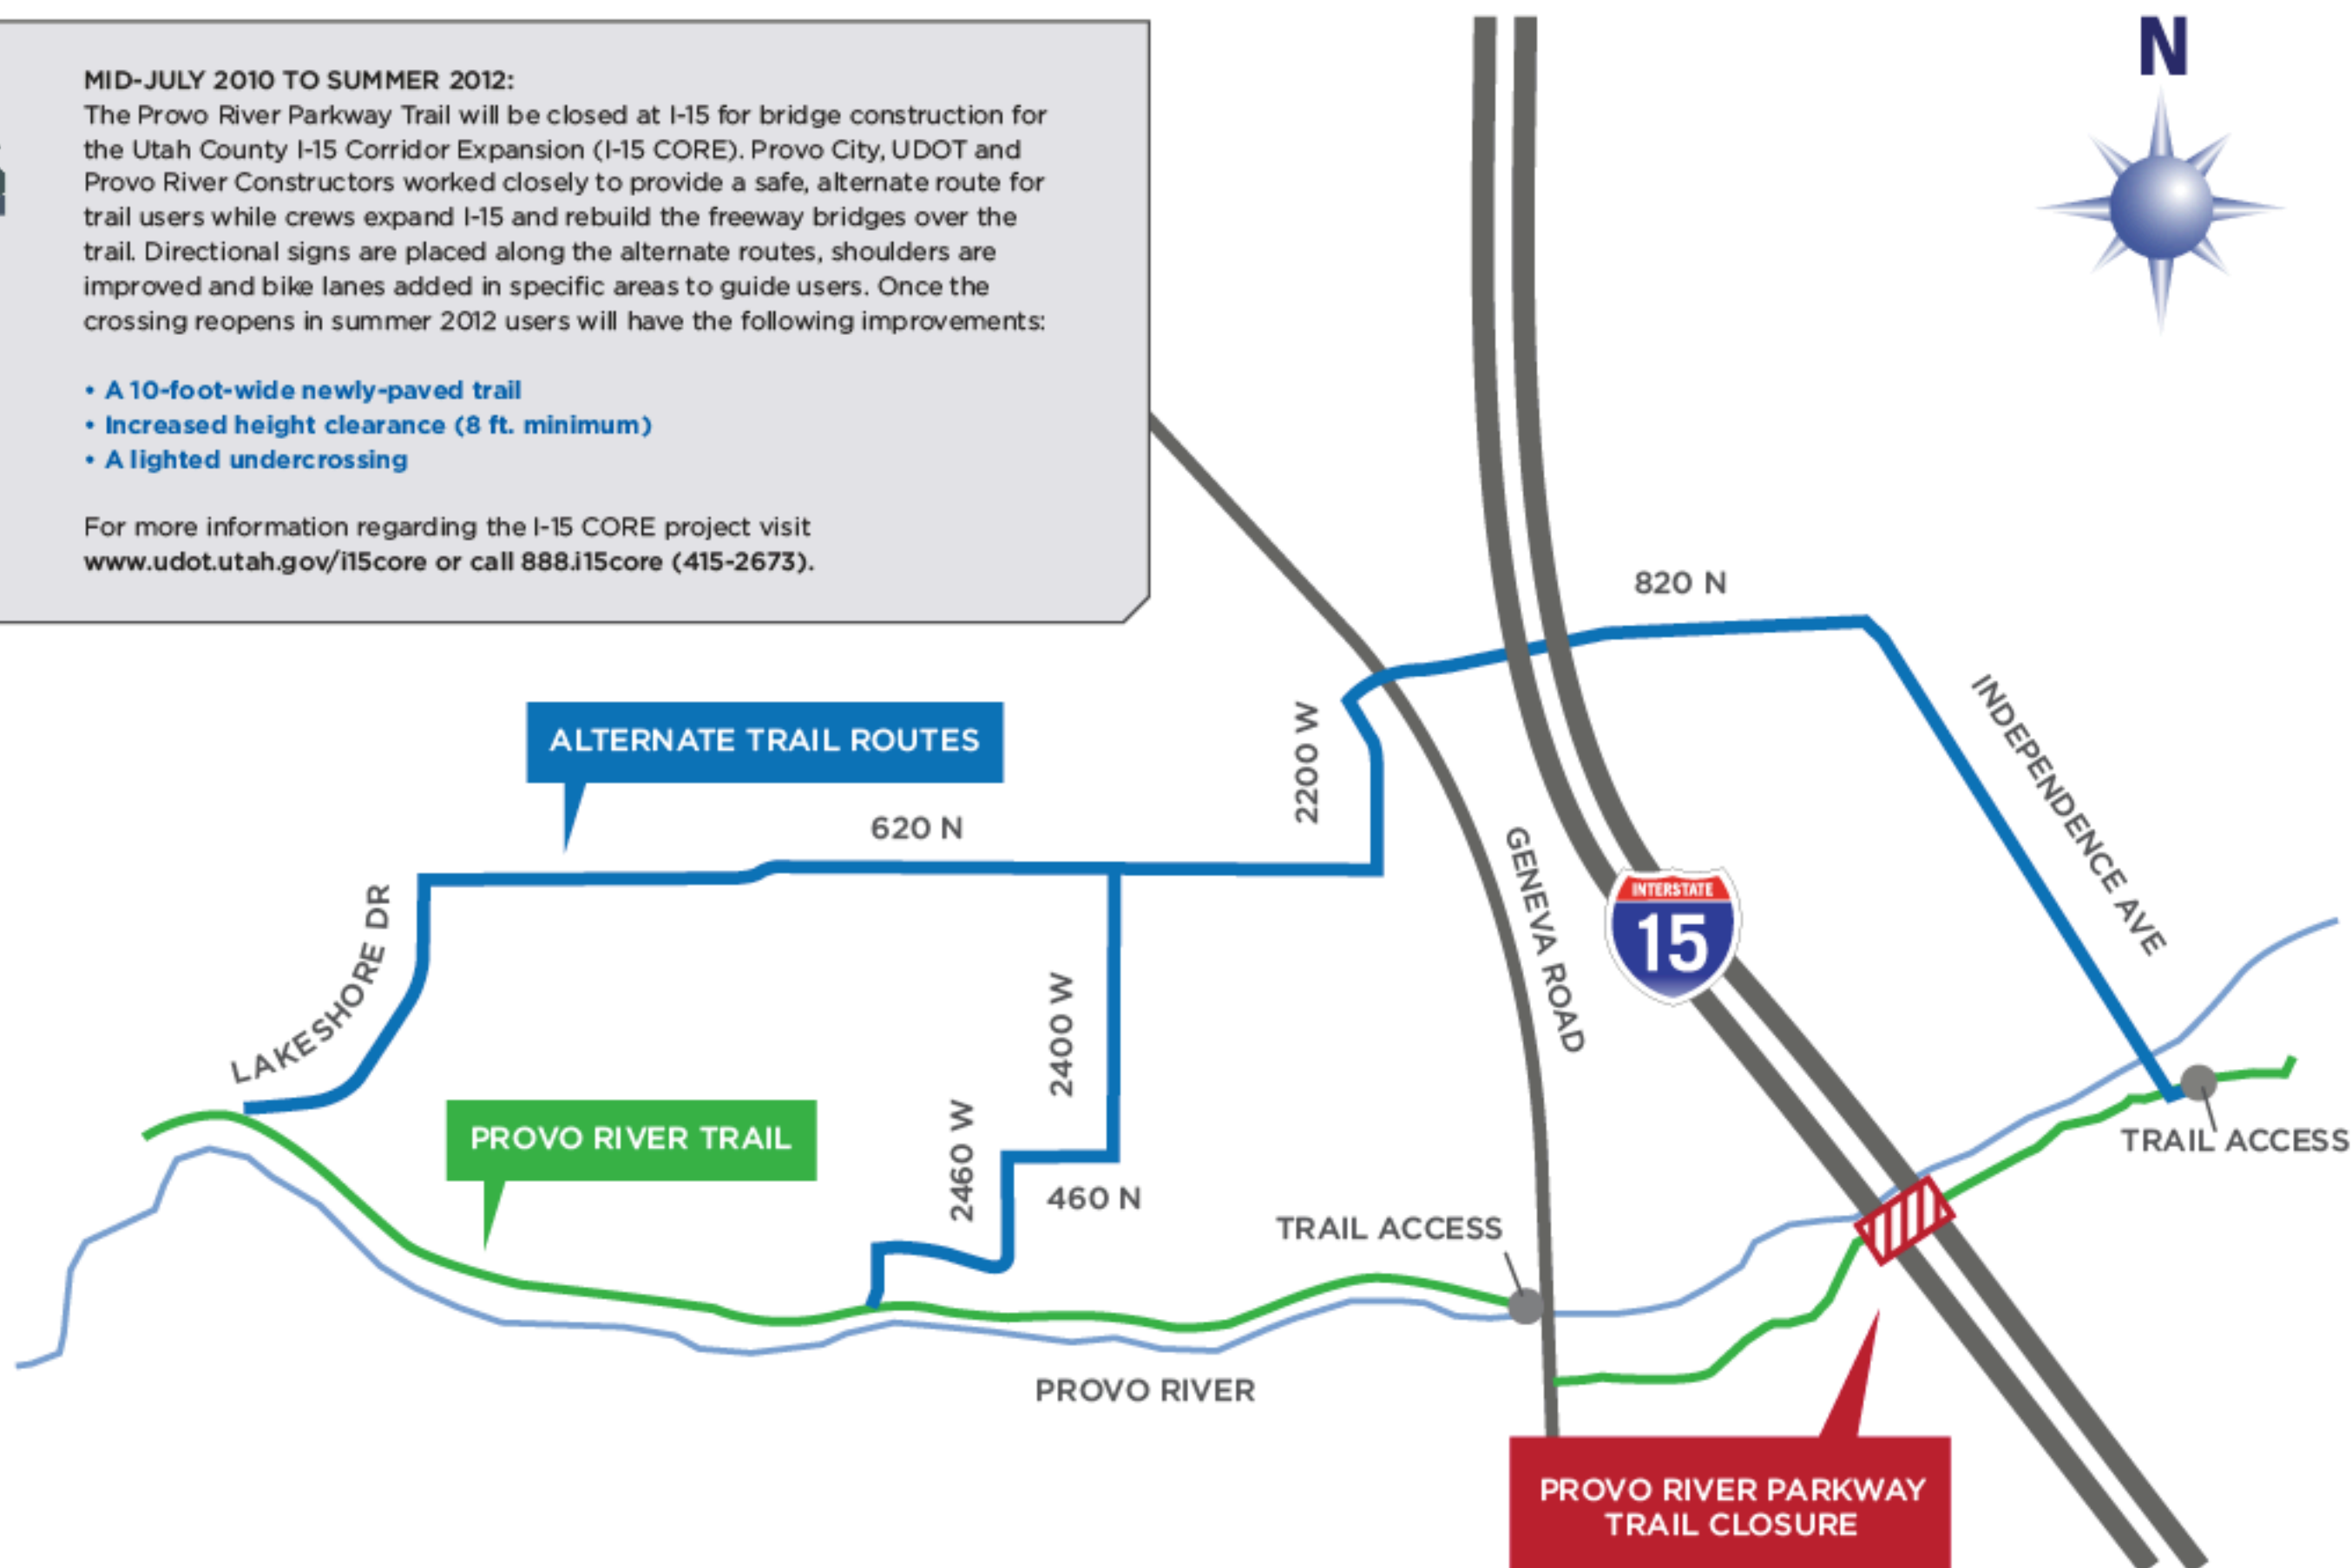 MID-JULY 2010 TO SUMMER 2012:
The Provo River Parkway Trail will be closed at I-15 for bridge construction for
the Utah County I-15 Corridor Expansion (I-15 CORE). Provo City, UDOT and
Provo River Constructors worked closely to provide a safe, alternate route for
trail users while crews expand I-15 and rebuild the freeway bridges over the
trail. Directional signs are placed along the alternate routes, shoulders are
improved and bike lanes added in specific areas to guide users. Once the
crossing reopens in summer 2012 users will have the following improvements:
• A 10-foot-wide newly-paved trail
• Increased height clearance (8 ft. minimum)
• A lighted undercrossing
For more information regarding the I-15 CORE project visit
www.udot.utah.gov/i15core or call 888.i15core (415-2673).
N
820 N
ALTERNATE TRAIL ROUTES
2200 W
INDEPENDENCE AVE
620 N
GENEVA ROAD
INTERSTATE
15
LAKESHORE DR
2400 W
PROVO RIVER TRAIL
2460 W
460 N
TRAIL ACCESS
TRAIL ACCESS
PROVO RIVER
PROVO RIVER PARKWAY
TRAIL CLOSURE